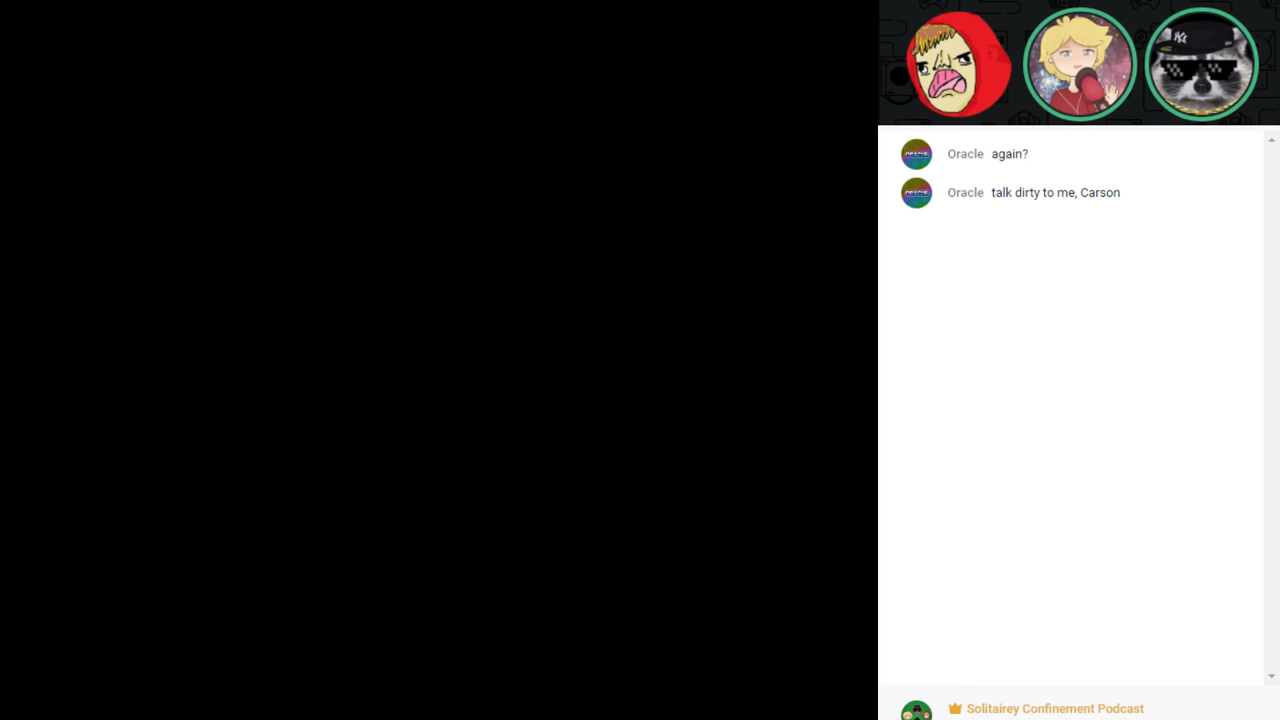 Oracle again?
Oracle talk dirty to me, Carson
Solitairey Confinement Podcast